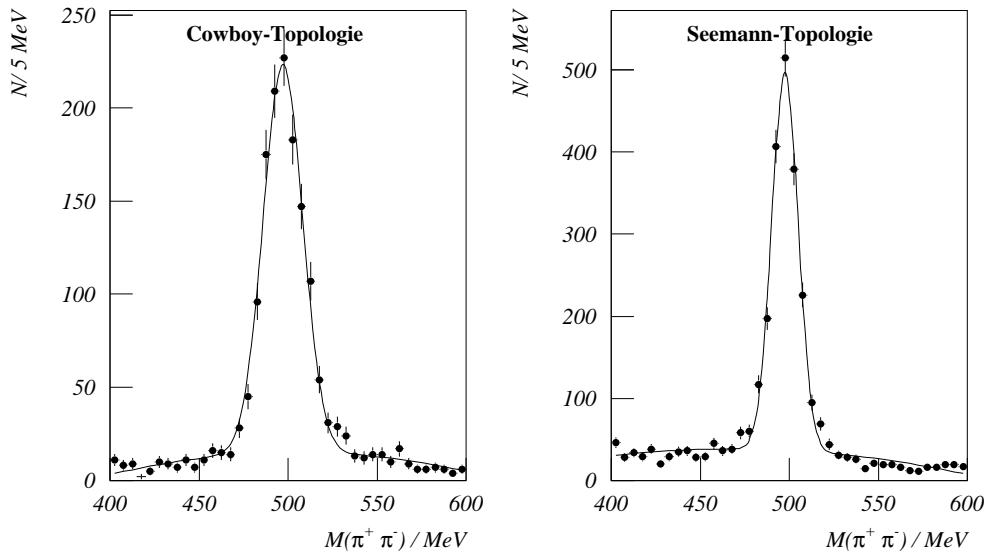 Cowboy-Topologie
N/ 5 MeV
250
200
150
100
50
0
400 450 500 550 600
M(π⁺ π⁻) / MeV
Seemann-Topologie
N/ 5 MeV
500
400
300
200
100
0
400 450 500 550 600
M(π⁺ π⁻) / MeV